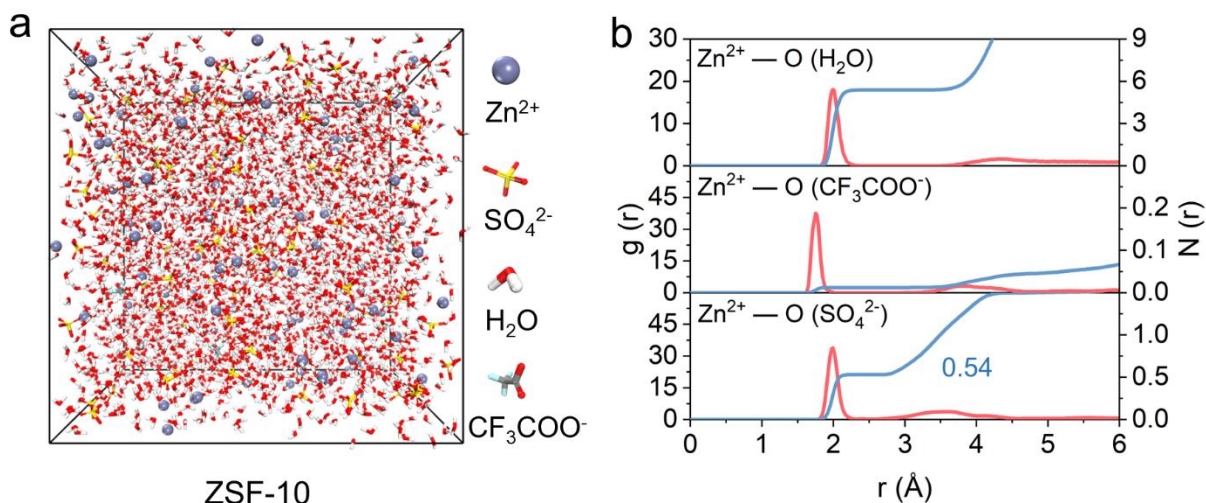 a
Zn²⁺
SO₄²⁻
H₂O
CF₃COO⁻
ZSF-10
b
Zn²⁺ — O (H₂O)
Zn²⁺ — O (CF₃COO⁻)
Zn²⁺ — O (SO₄²⁻)
0.54
g (r)
30
20
10
0
45
30
15
0
45
30
15
0
N (r)
9
6
3
0
0.2
0.1
0.0
1.0
0.5
0.0
0 1 2 3 4 5 6
r (Å)